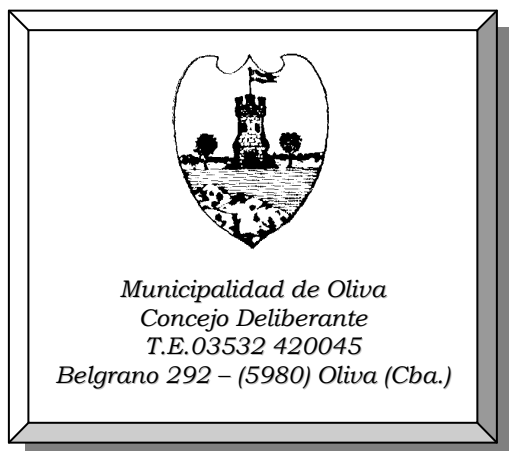 Municipalidad de Oliva
Concejo Deliberante
T.E.03532 420045
Belgrano 292 – (5980) Oliva (Cba.)